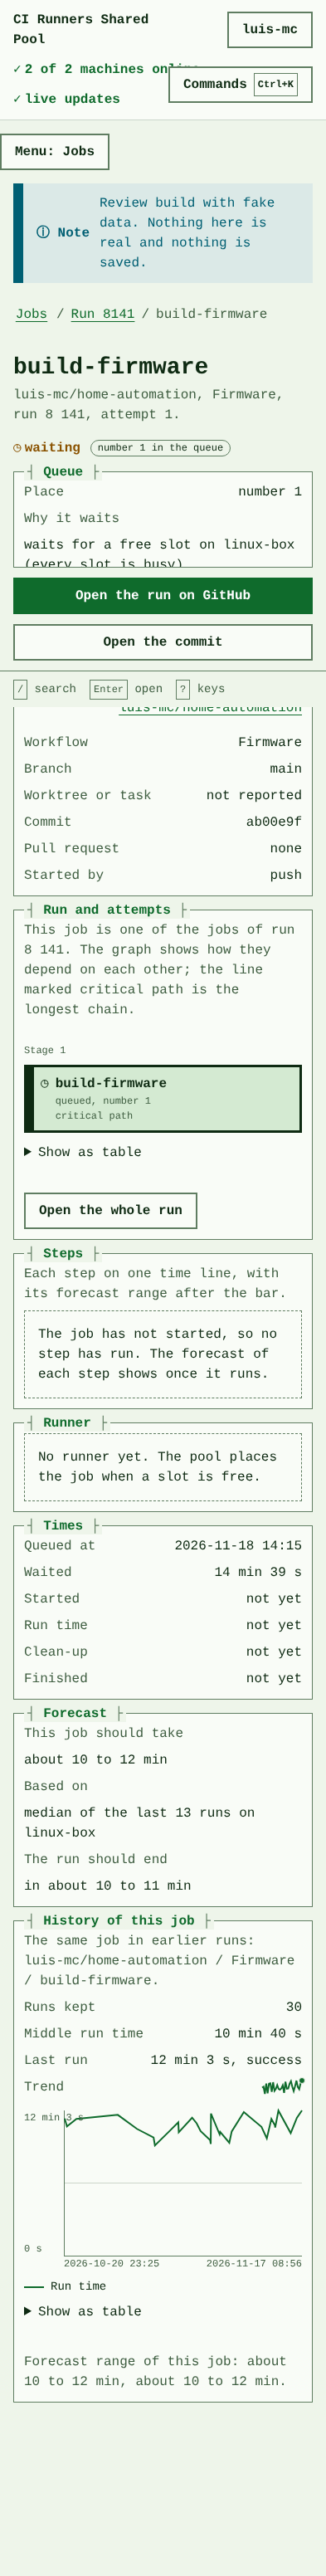 CI Runners Shared
Pool
luis-mc
✓ 2 of 2 machines online
Commands Ctrl+K
✓ live updates
Menu: Jobs
ⓘ Note
Review build with fake
data. Nothing here is
real and nothing is
saved.
Jobs / Run 8141 / build-firmware
build-firmware
luis-mc/home-automation, Firmware,
run 8 141, attempt 1.
waiting number 1 in the queue
Queue
Place number 1
Why it waits
waits for a free slot on linux-box
(every slot is busy)
Open the run on GitHub
Open the commit
/ search Enter open ? keys
luis-mc/home-automation
Workflow Firmware
Branch main
Worktree or task not reported
Commit ab00e9f
Pull request none
Started by push
Run and attempts
This job is one of the jobs of run
8 141. The graph shows how they
depend on each other; the line
marked critical path is the
longest chain.
Stage 1
build-firmware
queued, number 1
critical path
▶ Show as table
Open the whole run
Steps
Each step on one time line, with
its forecast range after the bar.
The job has not started, so no
step has run. The forecast of
each step shows once it runs.
Runner
No runner yet. The pool places
the job when a slot is free.
Times
Queued at 2026-11-18 14:15
Waited 14 min 39 s
Started not yet
Run time not yet
Clean-up not yet
Finished not yet
Forecast
This job should take
about 10 to 12 min
Based on
median of the last 13 runs on
linux-box
The run should end
in about 10 to 11 min
History of this job
The same job in earlier runs:
luis-mc/home-automation / Firmware
/ build-firmware.
Runs kept 30
Middle run time 10 min 40 s
Last run 12 min 3 s, success
Trend
12 min 3 s
0 s
2026-10-20 23:25 2026-11-17 08:56
Run time
▶ Show as table
Forecast range of this job: about
10 to 12 min, about 10 to 12 min.